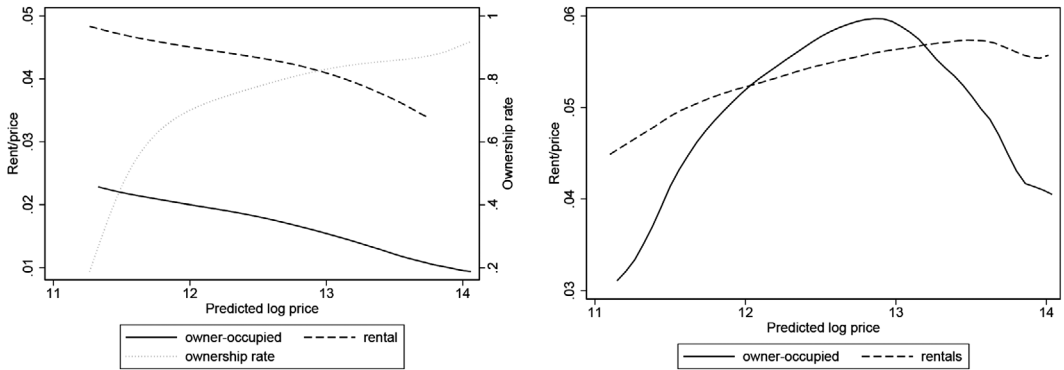 .05
.04
.03
.02
.01
Rent/price
1
.8
.6
.4
.2
Ownership rate
11 12 13 14
Predicted log price
owner-occupied rental
ownership rate
.06
.05
.04
.03
Rent/price
11 12 13 14
Predicted log price
owner-occupied rentals